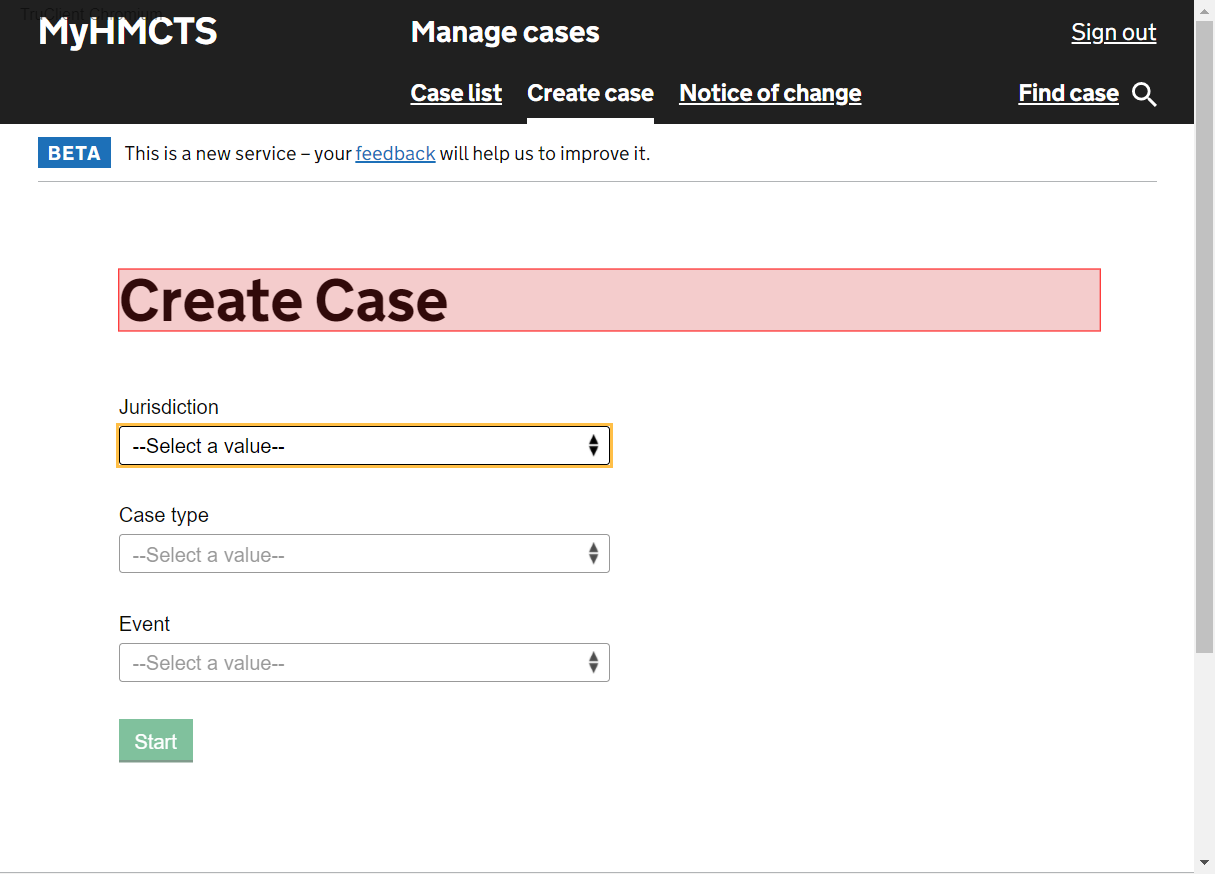 TruClient Chromium
MyHMCTS
Manage cases
Sign out
Case list
Create case
Notice of change
Find case
BETA
This is a new service – your feedback will help us to improve it.
Create Case
Jurisdiction
--Select a value--
Case type
--Select a value--
Event
--Select a value--
Start